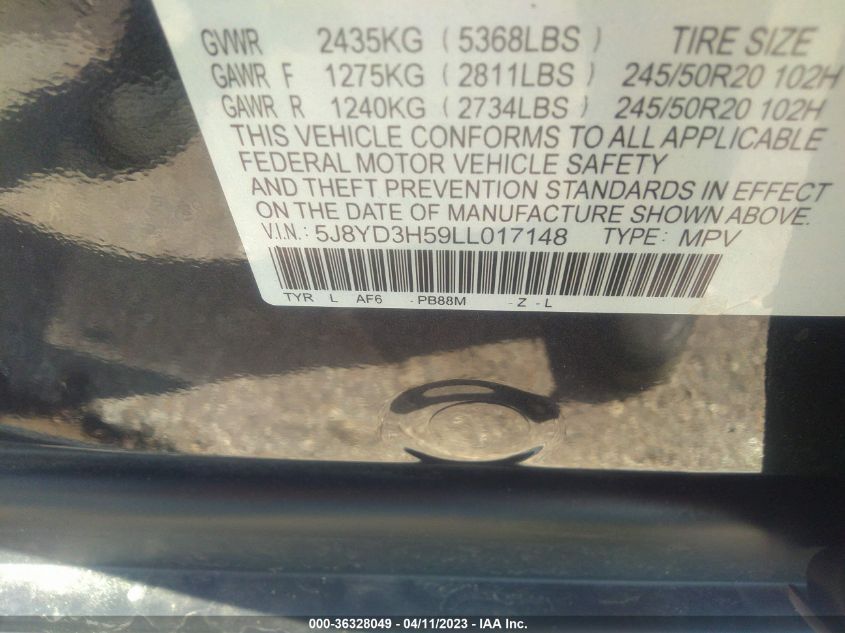 GVWR 2435KG ( 5368LBS ) TIRE SIZE
GAWR F 1275KG ( 2811LBS ) 245/50R20 102H
GAWR R 1240KG ( 2734LBS ) 245/50R20 102H
THIS VEHICLE CONFORMS TO ALL APPLICABLE
FEDERAL MOTOR VEHICLE SAFETY
AND THEFT PREVENTION STANDARDS IN EFFECT
ON THE DATE OF MANUFACTURE SHOWN ABOVE.
V.I.N.: 5J8YD3H59LL017148 TYPE: MPV
TYR L AF6 - PB88M - Z - L
000-36328049 - 04/11/2023 - IAA Inc.